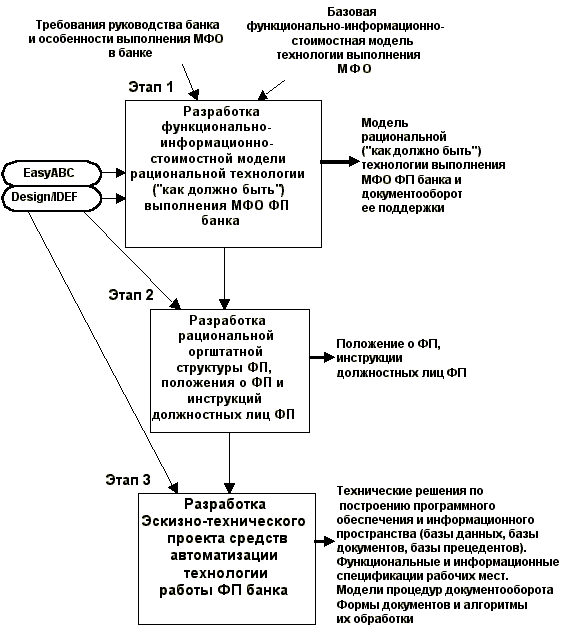 Требования руководства банка
и особенности выполнения МФО
в банке
Базовая
функционально-информационно-
стоимостная модель
технологии выполнения
М Ф О
Этап 1
Разработка
функционально-
информационно-
стоимостной модели
рациональной технологии
("как должно быть")
выполнения МФО ФП
банка
Модель
рациональной
("как должно быть")
технологии выполнения
МФО ФП банка и
документооборот
ее поддержки
EasyABC
Design/IDEF
Этап 2
Разработка
рациональной
оргштатной
структуры ФП,
положения о ФП и
инструкций
должностных лиц ФП
Положение о ФП,
инструкции
должностных лиц ФП
Этап 3
Разработка
Эскизно-технического
проекта средств
автоматизации
технологии
работы ФП банка
Технические решения по
построению программного
обеспечения и информационного
пространства (базы данных, базы
документов, базы прецедентов).
Функциональные и информационные
спецификации рабочих мест.
Модели процедур документооборота
Формы документов и алгоритмы
их обработки